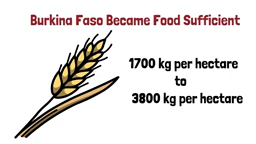 Burkina Faso Became Food Sufficient
1700 kg per hectare
to
3800 kg per hectare